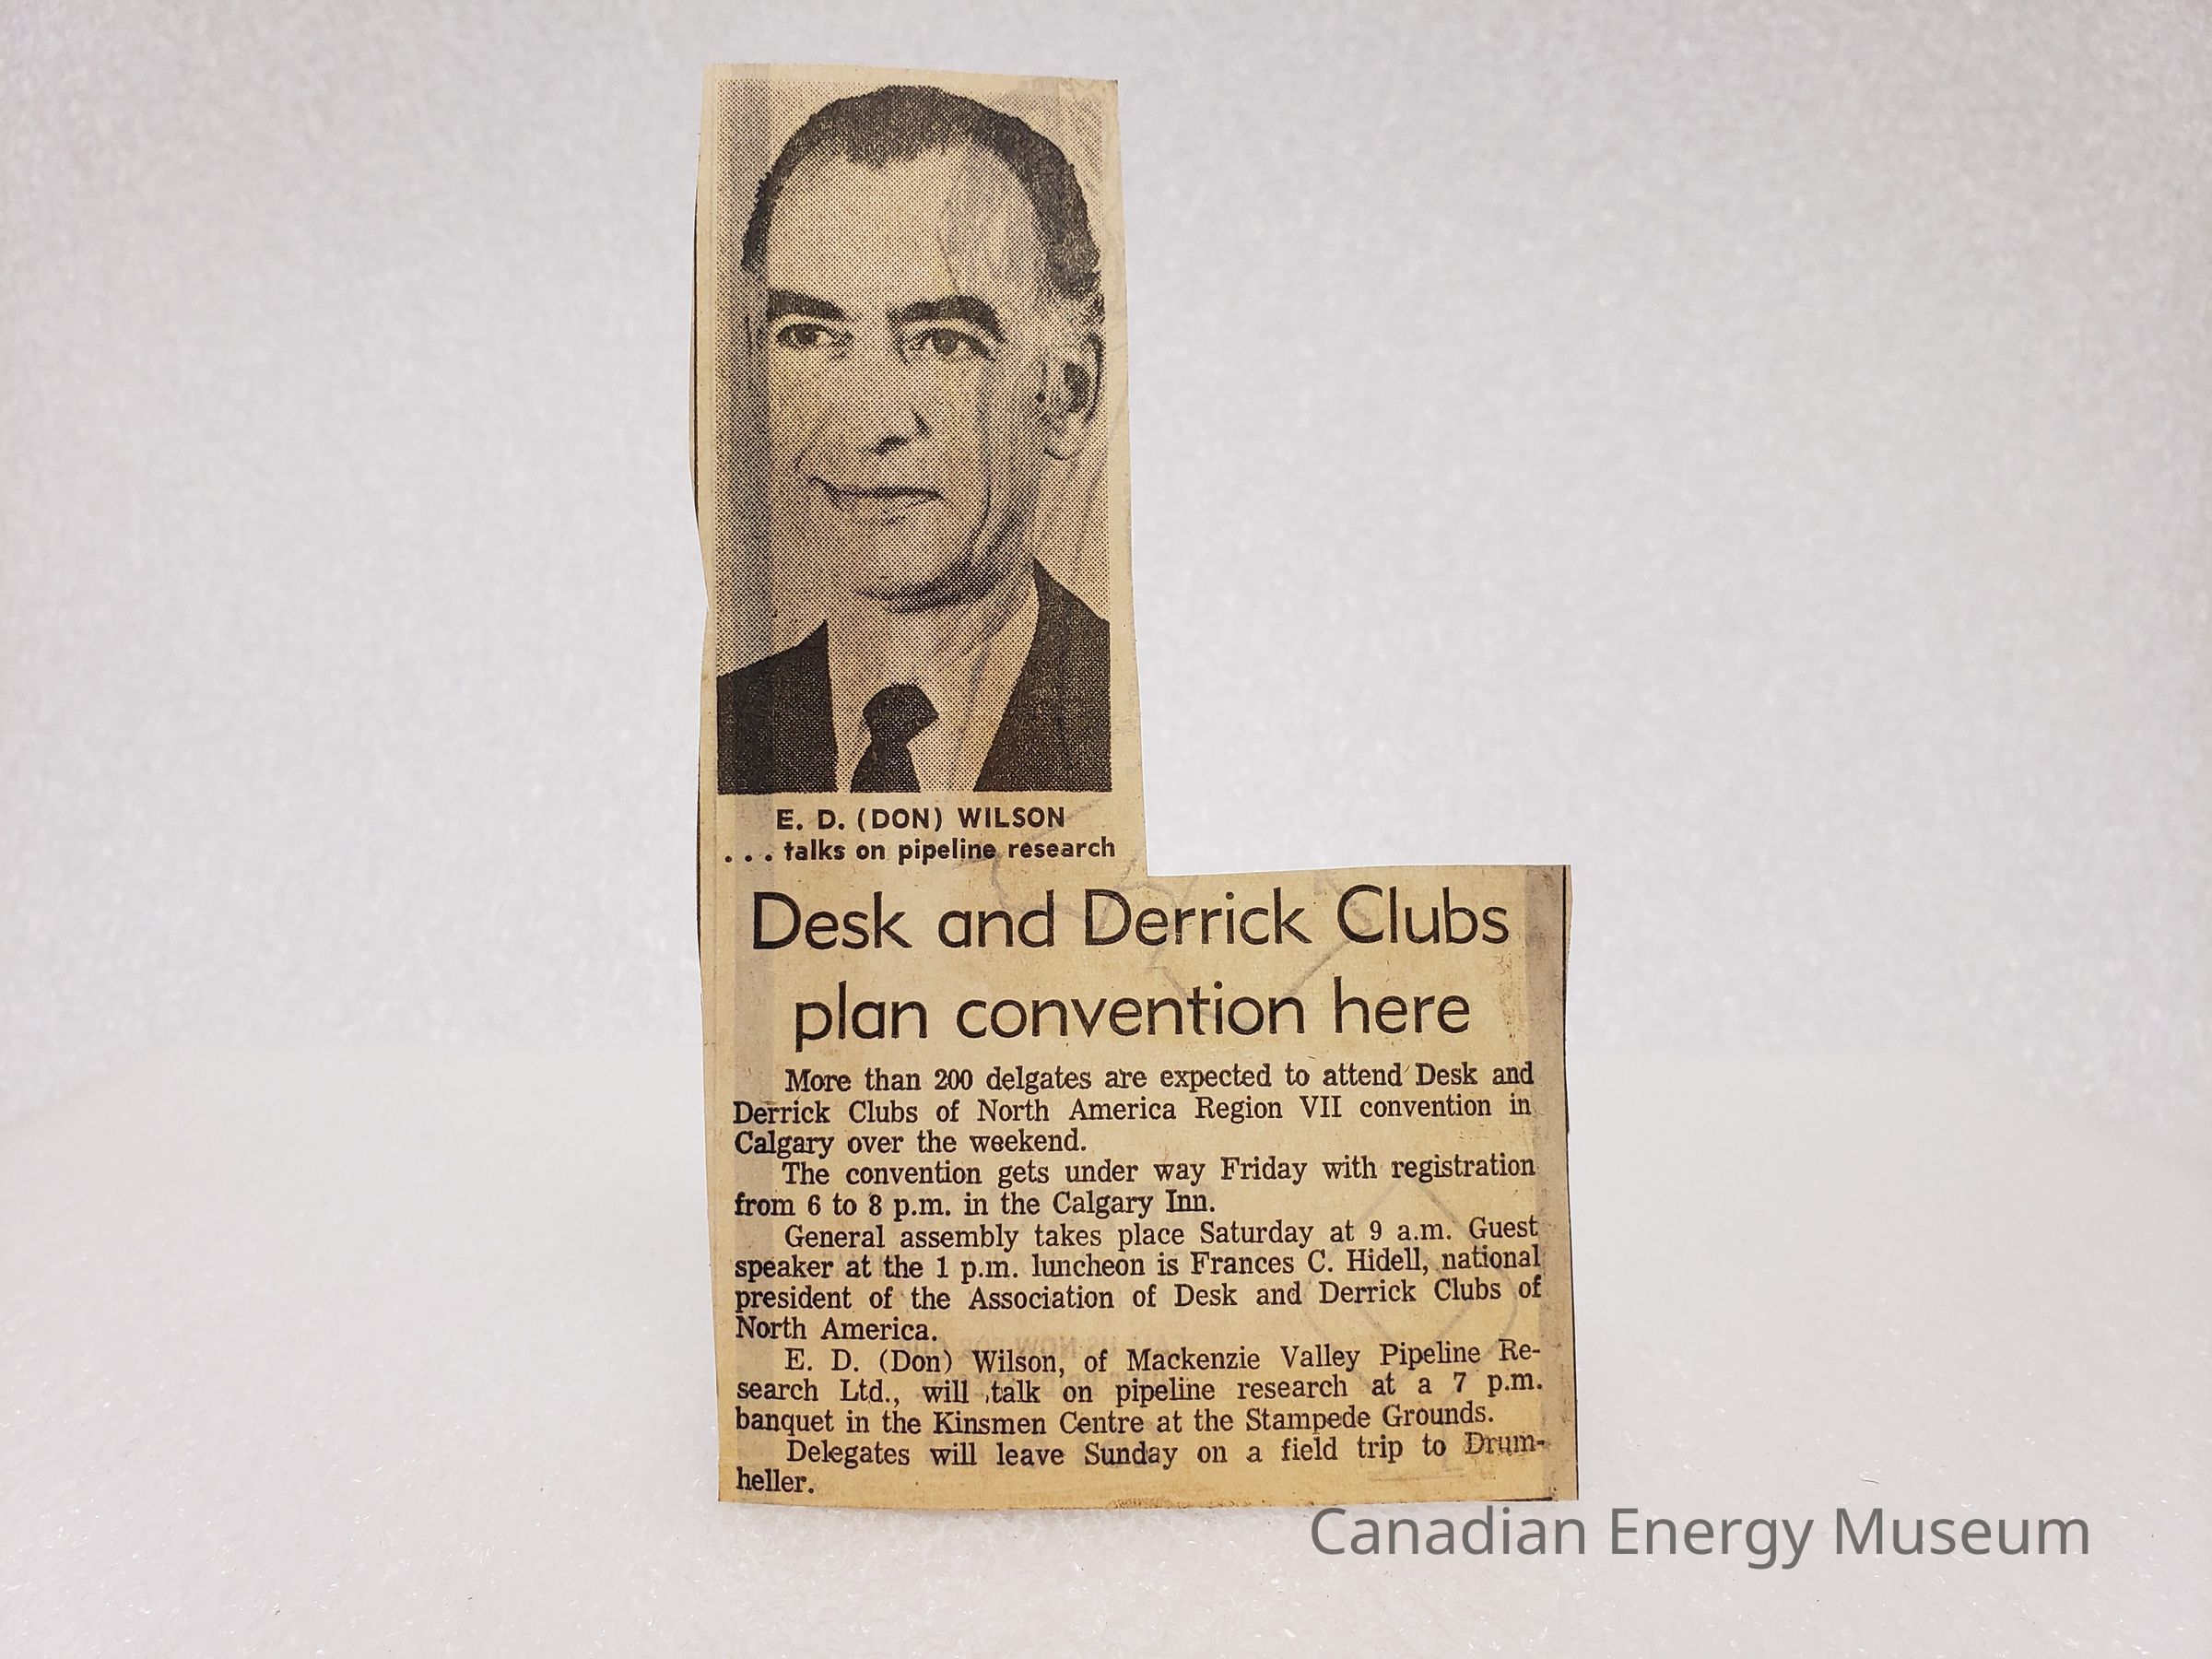 E. D. (DON) WILSON
. . . talks on pipeline research
Desk and Derrick Clubs
plan convention here
More than 200 delgates are expected to attend Desk and
Derrick Clubs of North America Region VII convention in
Calgary over the weekend.
The convention gets under way Friday with registration
from 6 to 8 p.m. in the Calgary Inn.
General assembly takes place Saturday at 9 a.m. Guest
speaker at the 1 p.m. luncheon is Frances C. Hidell, national
president of the Association of Desk and Derrick Clubs of
North America.
E. D. (Don) Wilson, of Mackenzie Valley Pipeline Re-
search Ltd., will talk on pipeline research at a 7 p.m.
banquet in the Kinsmen Centre at the Stampede Grounds.
Delegates will leave Sunday on a field trip to Drum-
heller.
Canadian Energy Museum